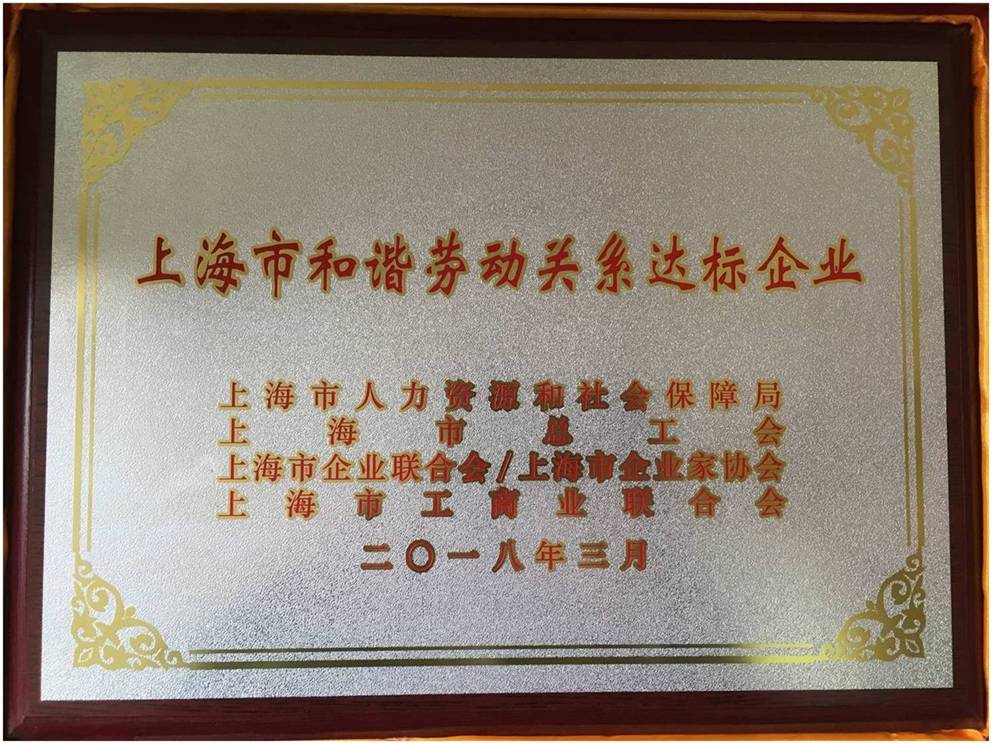 上海市和谐劳动关系达标企业
上海市人力资源和社会保障局
上海市总工会
上海市企业联合会/上海市企业家协会
上海市工商业联合会
二〇一八年三月